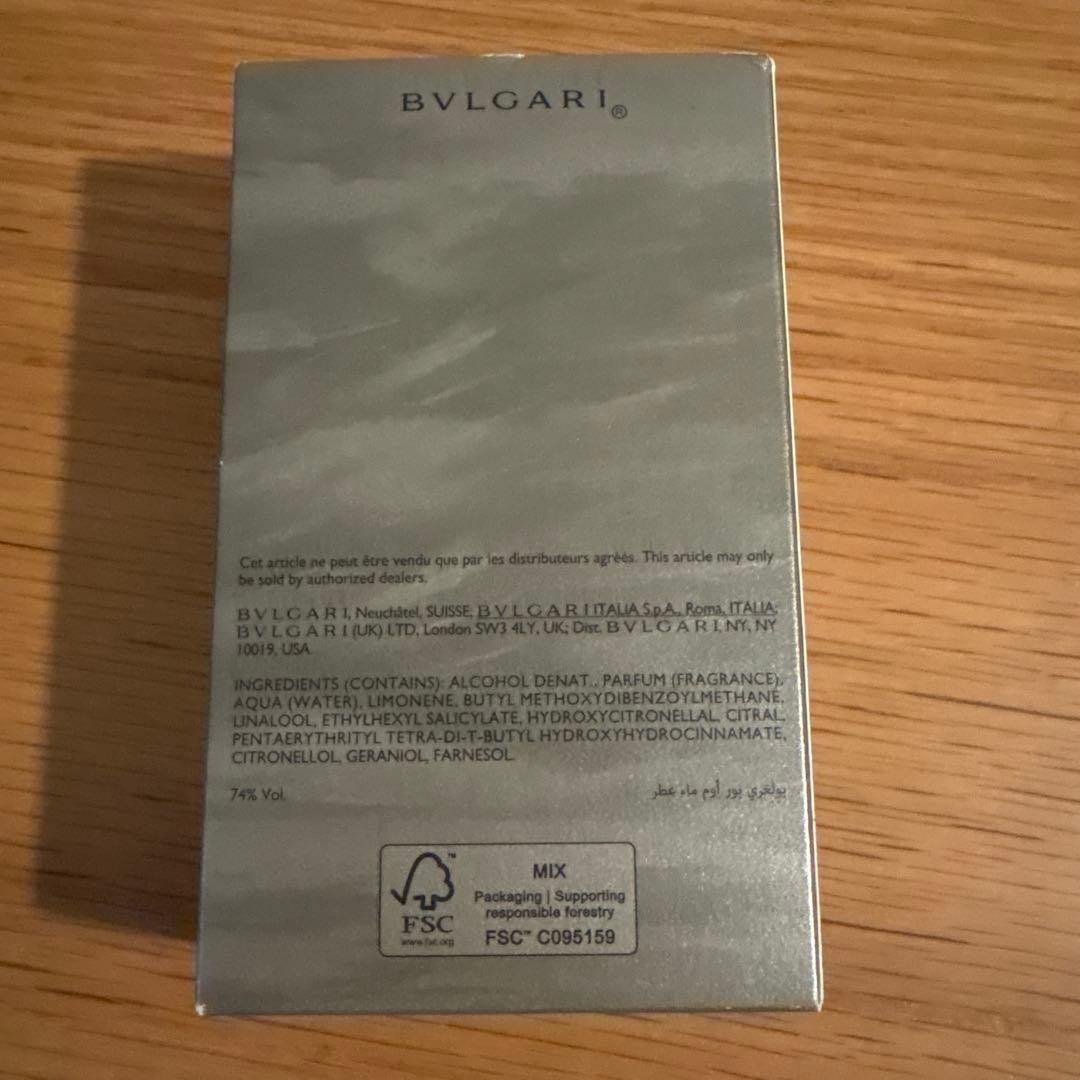 BVLGARI®
Cet article ne peut être vendu que par les distributeurs agréés. This article may only
be sold by authorized dealers.
BVLGARI, Neuchâtel, SUISSE; BVLGARI ITALIA S.p.A., Roma, ITALIA;
BVLGARI (UK) LTD, London SW3 4LY, UK; Dist. BVLGARI, NY, NY
10019, USA.
INGREDIENTS (CONTAINS): ALCOHOL DENAT., PARFUM (FRAGRANCE),
AQUA (WATER), LIMONENE, BUTYL METHOXYDIBENZOYLMETHANE,
LINALOOL, ETHYLHEXYL SALICYLATE, HYDROXYCITRONELLAL, CITRAL,
PENTAERYTHRITYL TETRA-DI-T-BUTYL HYDROXYHYDROCINNAMATE,
CITRONELLOL, GERANIOL, FARNESOL.
74% Vol.
بولغري بور أوم ماء عطر
FSC™
www.fsc.org
MIX
Packaging | Supporting
responsible forestry
FSC™ C095159